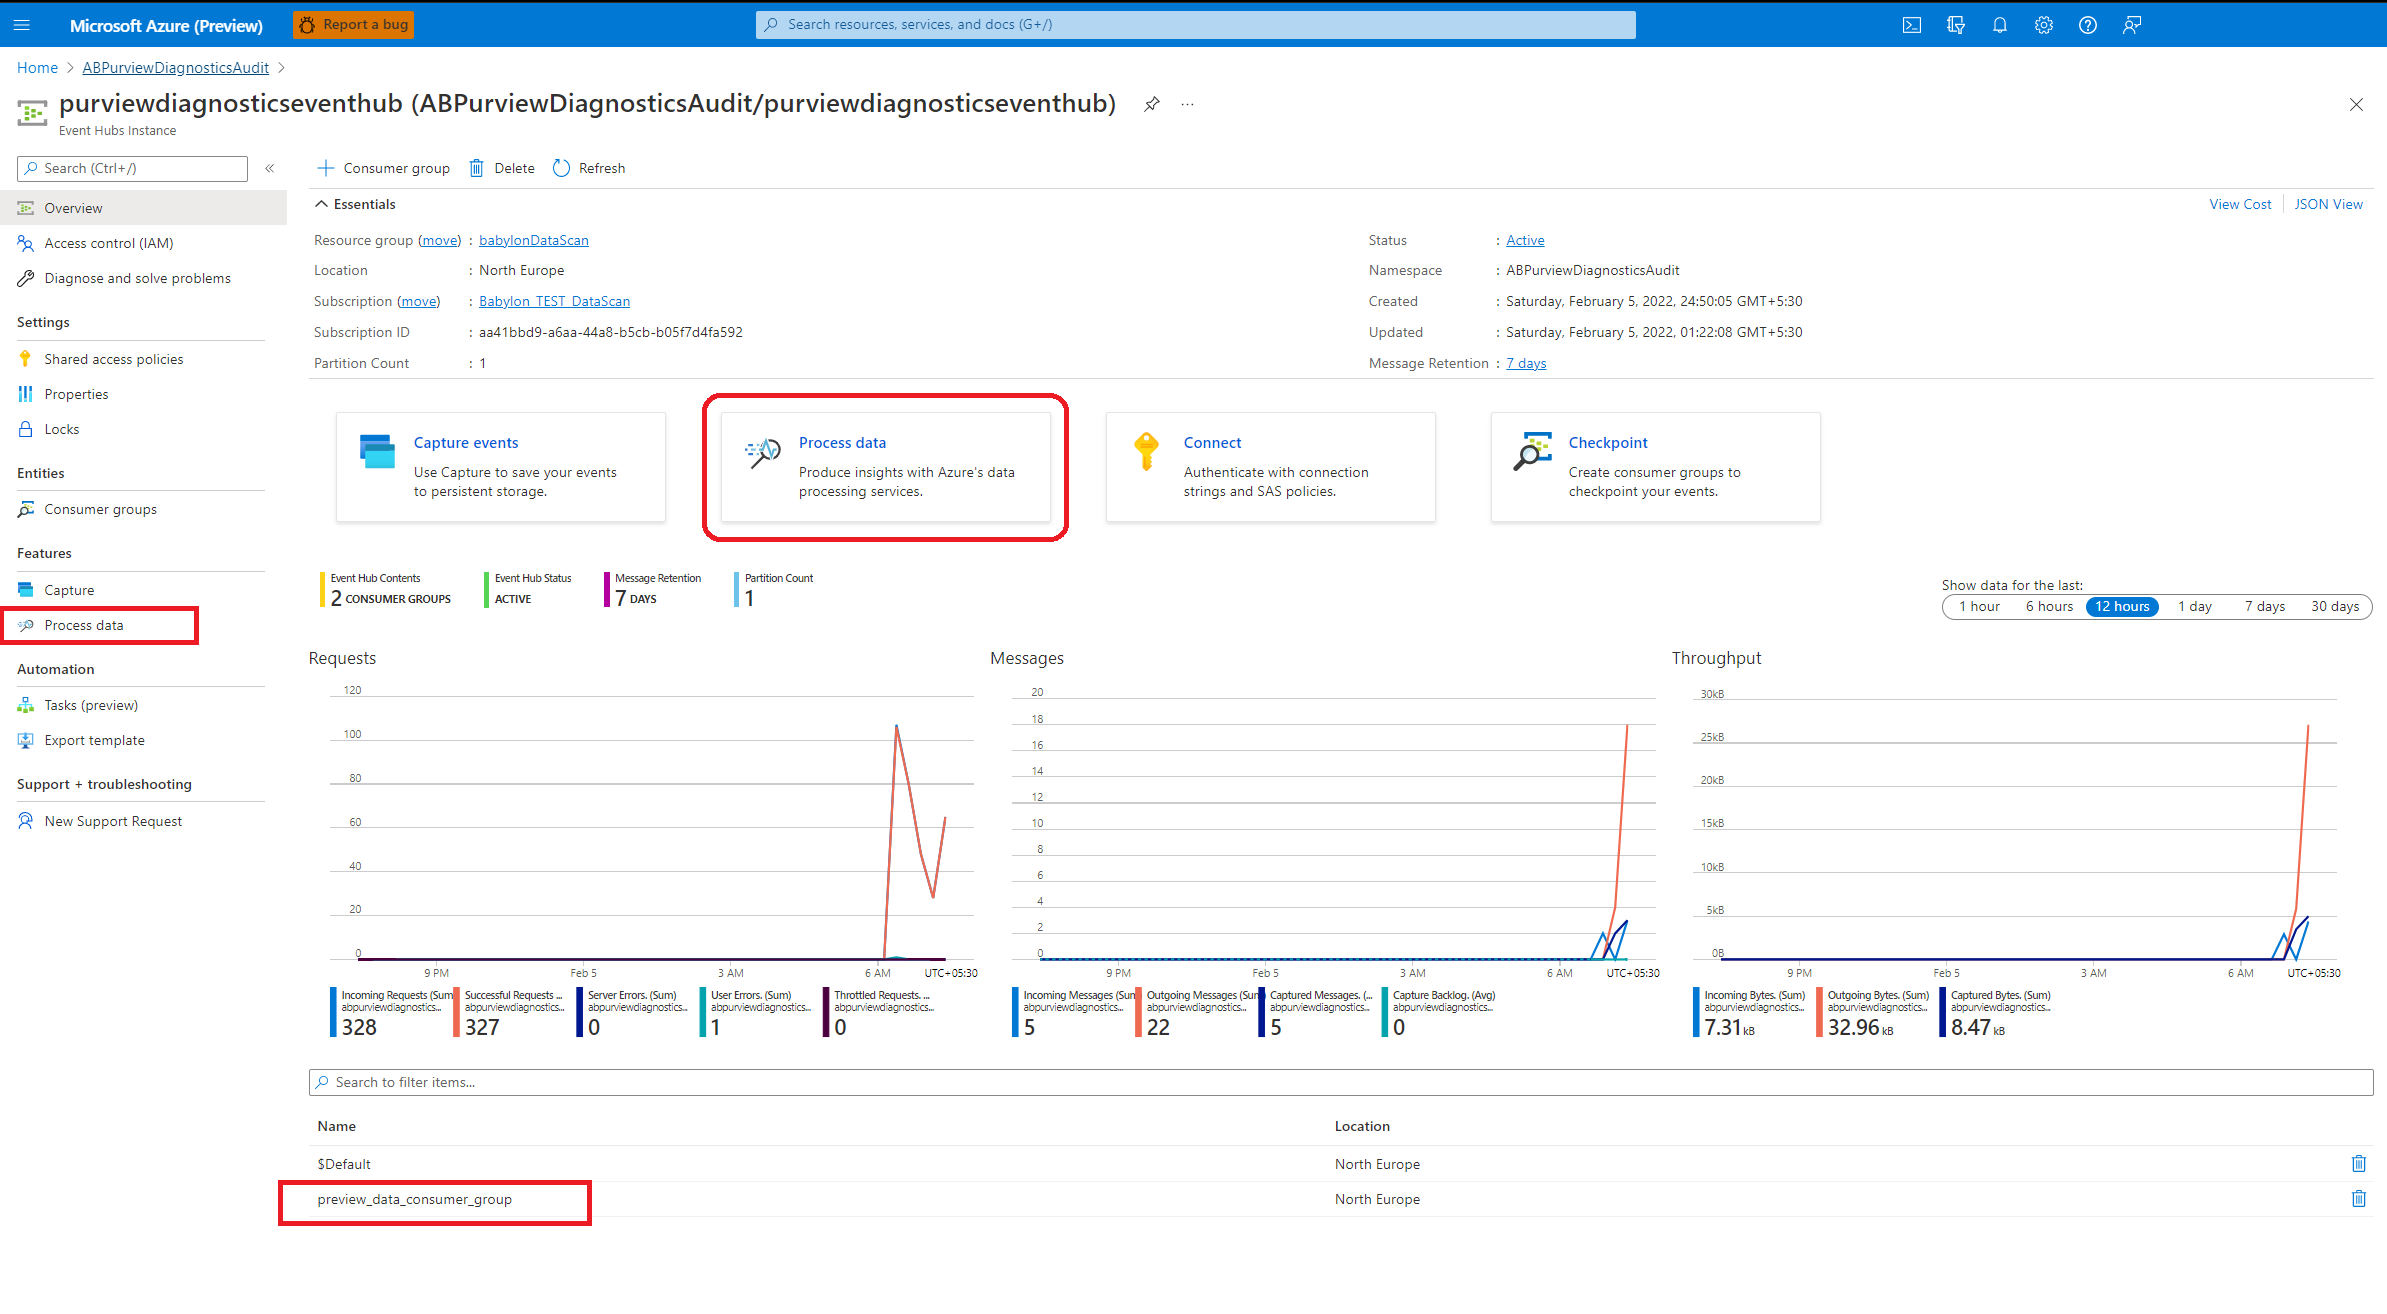 Microsoft Azure (Preview)
Report a bug
Search resources, services, and docs (G+/)
Home > ABPurviewDiagnosticsAudit >
purviewdiagnosticseventhub (ABPurviewDiagnosticsAudit/purviewdiagnosticseventhub) ...
Event Hubs Instance
Search (Ctrl+/)
«
Overview
Access control (IAM)
Diagnose and solve problems
Settings
Shared access policies
Properties
Locks
Entities
Consumer groups
Features
Capture
Process data
Automation
Tasks (preview)
Export template
Support + troubleshooting
New Support Request
Consumer group Delete Refresh
Essentials
View Cost JSON View
Resource group (move) : babylonDataScan
Location : North Europe
Subscription (move) : Babylon_TEST_DataScan
Subscription ID : aa41bbd9-a6aa-44a8-b5cb-b05f7d4fa592
Partition Count : 1
Status : Active
Namespace : ABPurviewDiagnosticsAudit
Created : Saturday, February 5, 2022, 24:50:05 GMT+5:30
Updated : Saturday, February 5, 2022, 01:22:08 GMT+5:30
Message Retention : 7 days
Capture events
Use Capture to save your events
to persistent storage.
Process data
Produce insights with Azure's data
processing services.
Connect
Authenticate with connection
strings and SAS policies.
Checkpoint
Create consumer groups to
checkpoint your events.
Event Hub Contents
2 CONSUMER GROUPS
Event Hub Status
ACTIVE
Message Retention
7 DAYS
Partition Count
1
Show data for the last:
1 hour 6 hours 12 hours 1 day 7 days 30 days
Requests
120
100
80
60
40
20
0
9 PM Feb 5 3 AM 6 AM UTC+05:30
Incoming Requests (Sum
abpurviewdiagnostics...
328
Successful Requests ...
abpurviewdiagnostics...
327
Server Errors. (Sum)
abpurviewdiagnostics...
0
User Errors. (Sum)
abpurviewdiagnostics...
1
Throttled Requests. ...
abpurviewdiagnostics...
0
Messages
20
18
16
14
12
10
8
6
4
2
0
9 PM Feb 5 3 AM 6 AM UTC+05:30
Incoming Messages (Sum
abpurviewdiagnostics...
5
Outgoing Messages (Sum
abpurviewdiagnostics...
22
Captured Messages. (...
abpurviewdiagnostics...
5
Capture Backlog. (Avg)
abpurviewdiagnostics...
0
Throughput
30kB
25kB
20kB
15kB
10kB
5kB
0B
9 PM Feb 5 3 AM 6 AM UTC+05:30
Incoming Bytes. (Sum)
abpurviewdiagnostics...
7.31 kB
Outgoing Bytes. (Sum)
abpurviewdiagnostics...
32.96 kB
Captured Bytes. (Sum)
abpurviewdiagnostics...
8.47 kB
Search to filter items...
Name Location
$Default North Europe
preview_data_consumer_group North Europe